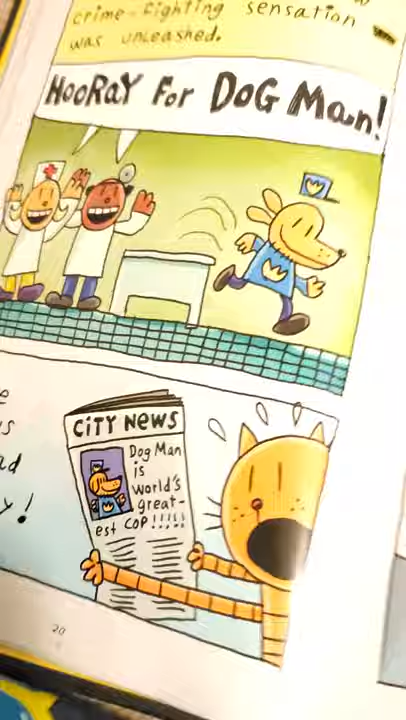 crime-fighting sensation
was unleashed.
HOORAY FOR DOG MAN!
y!
CITY NEWS
Dog Man
is
world's
great-
est COP!!!!!
20